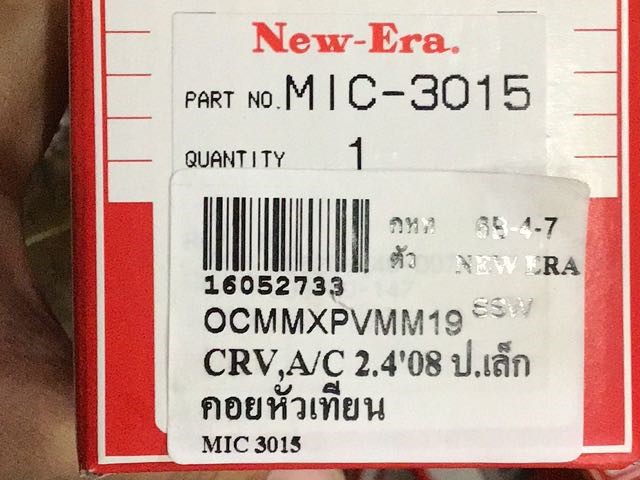 New-Era.
PART NO. MIC-3015
QUANTITY 1
กทส 6B-4-7
ตัว NEW ERA
16052733
SSW
OCMMXPVMM19
CRV,A/C 2.4'08 ป.เล็ก
คอยหัวเทียน
MIC 3015